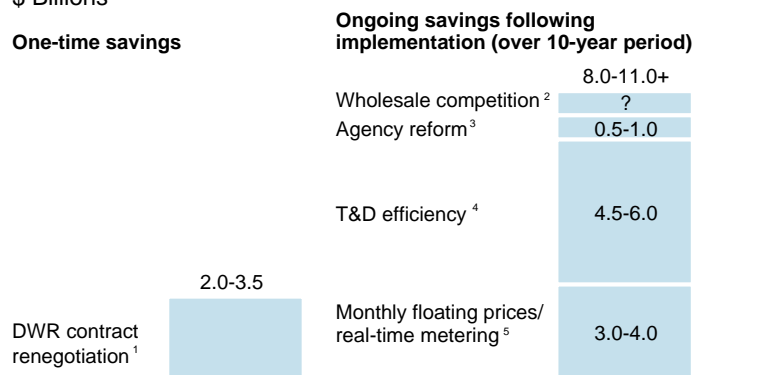 $ Billions
One-time savings
Ongoing savings following
implementation (over 10-year period)
8.0-11.0+
Wholesale competition 2
?
Agency reform 3
0.5-1.0
T&D efficiency 4
4.5-6.0
2.0-3.5
DWR contract
renegotiation 1
Monthly floating prices/
real-time metering 5
3.0-4.0